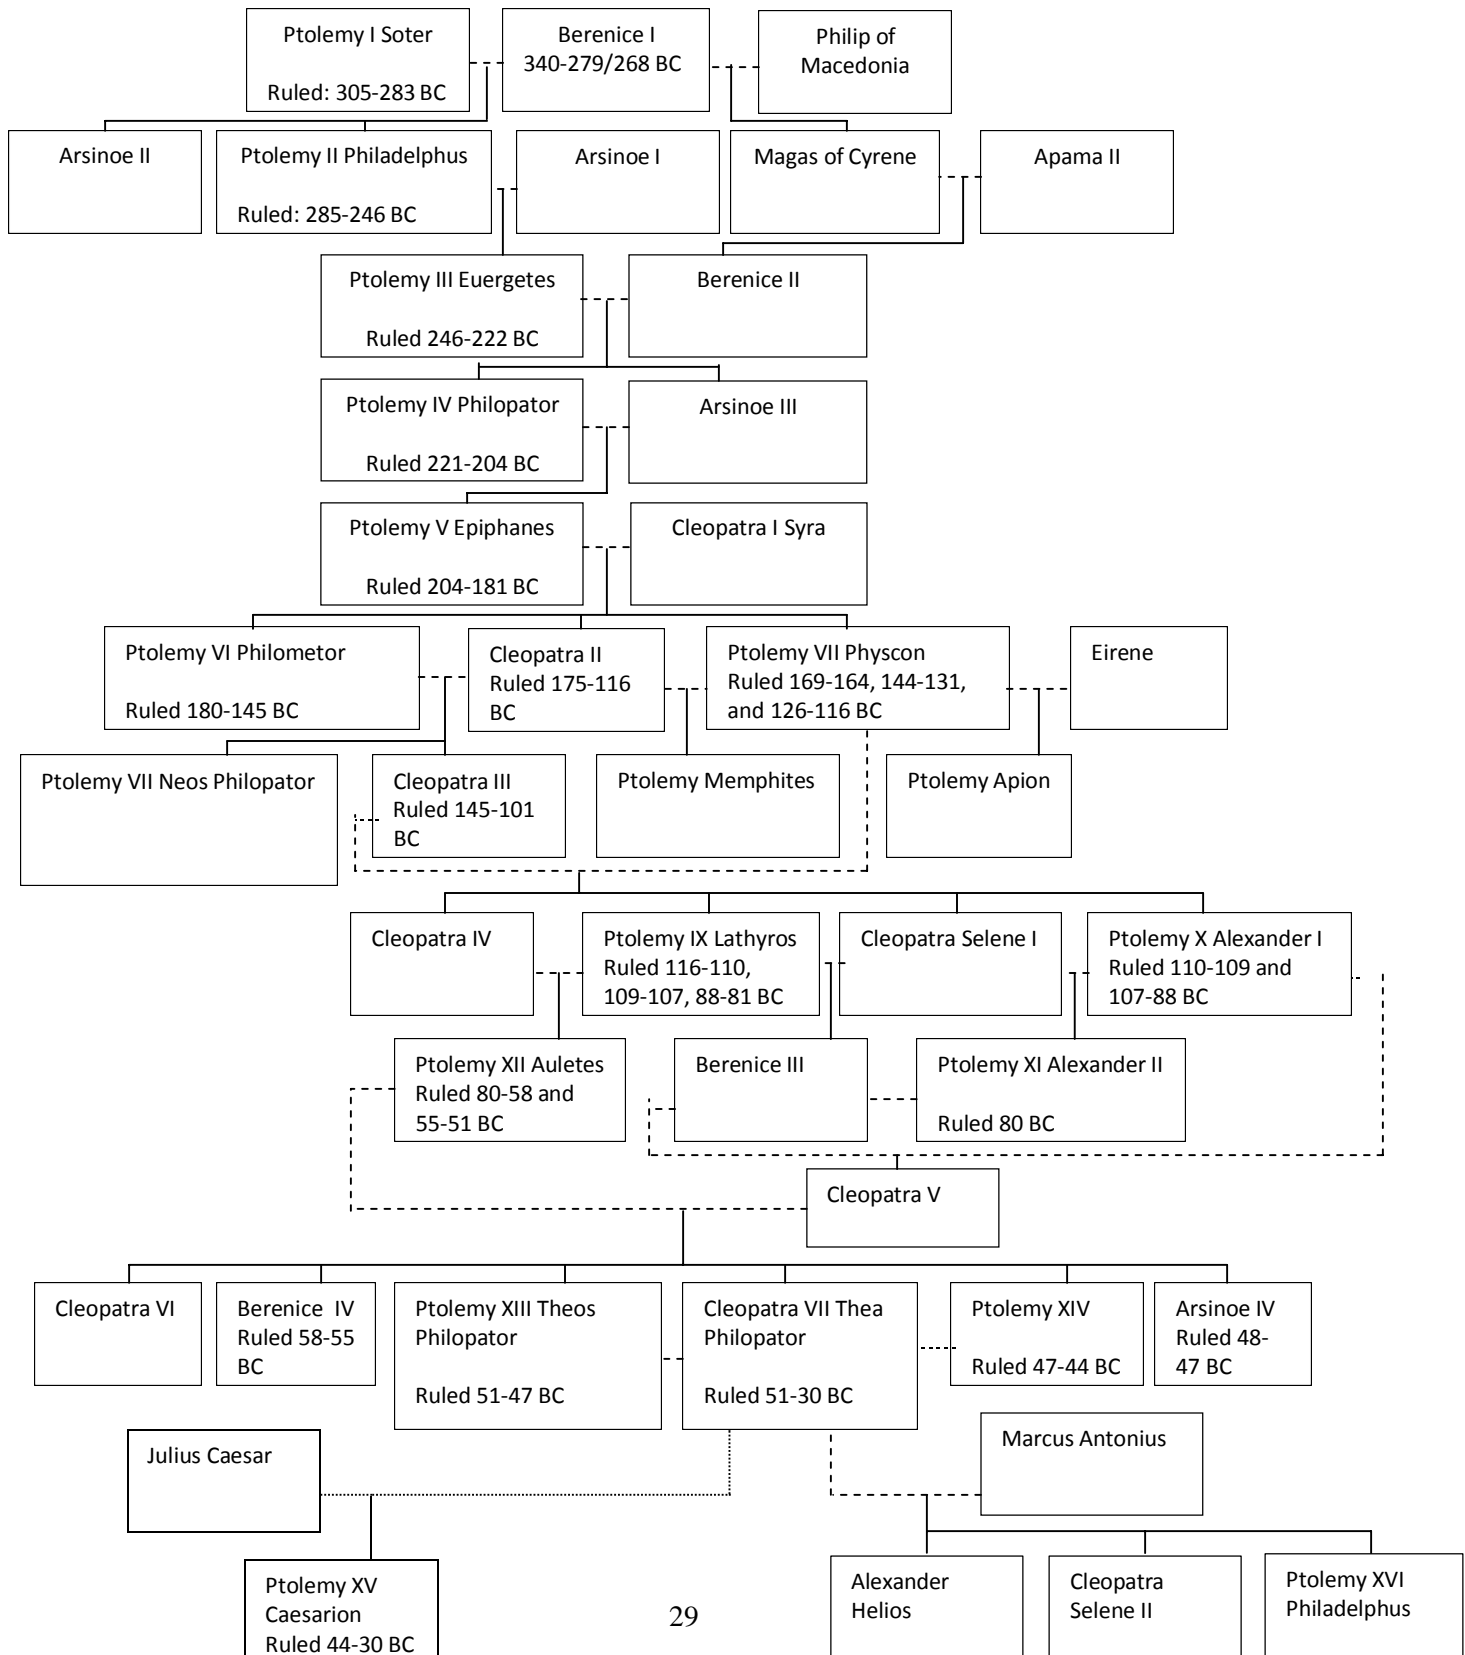 Ptolemy I Soter
Ruled: 305-283 BC
Berenice I
340-279/268 BC
Philip of
Macedonia
Arsinoe II
Ptolemy II Philadelphus
Ruled: 285-246 BC
Arsinoe I
Magas of Cyrene
Apama II
Ptolemy III Euergetes
Ruled 246-222 BC
Berenice II
Ptolemy IV Philopator
Ruled 221-204 BC
Arsinoe III
Ptolemy V Epiphanes
Ruled 204-181 BC
Cleopatra I Syra
Ptolemy VI Philometor
Ruled 180-145 BC
Cleopatra II
Ruled 175-116
BC
Ptolemy VII Physcon
Ruled 169-164, 144-131,
and 126-116 BC
Eirene
Ptolemy VII Neos Philopator
Cleopatra III
Ruled 145-101
BC
Ptolemy Memphites
Ptolemy Apion
Cleopatra IV
Ptolemy IX Lathyros
Ruled 116-110,
109-107, 88-81 BC
Cleopatra Selene I
Ptolemy X Alexander I
Ruled 110-109 and
107-88 BC
Ptolemy XII Auletes
Ruled 80-58 and
55-51 BC
Berenice III
Ptolemy XI Alexander II
Ruled 80 BC
Cleopatra V
Cleopatra VI
Berenice IV
Ruled 58-55
BC
Ptolemy XIII Theos
Philopator
Ruled 51-47 BC
Cleopatra VII Thea
Philopator
Ruled 51-30 BC
Ptolemy XIV
Ruled 47-44 BC
Arsinoe IV
Ruled 48-
47 BC
Julius Caesar
Marcus Antonius
Ptolemy XV
Caesarion
Ruled 44-30 BC
Alexander
Helios
Cleopatra
Selene II
Ptolemy XVI
Philadelphus
29